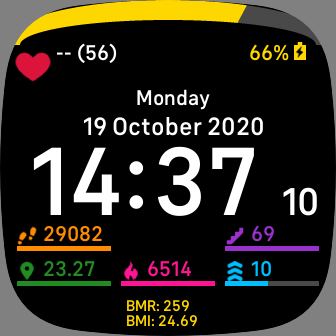 -- (56) 66%
Monday
19 October 2020
14:37 10
29082 69
23.27 6514 10
BMR: 259
BMI: 24.69